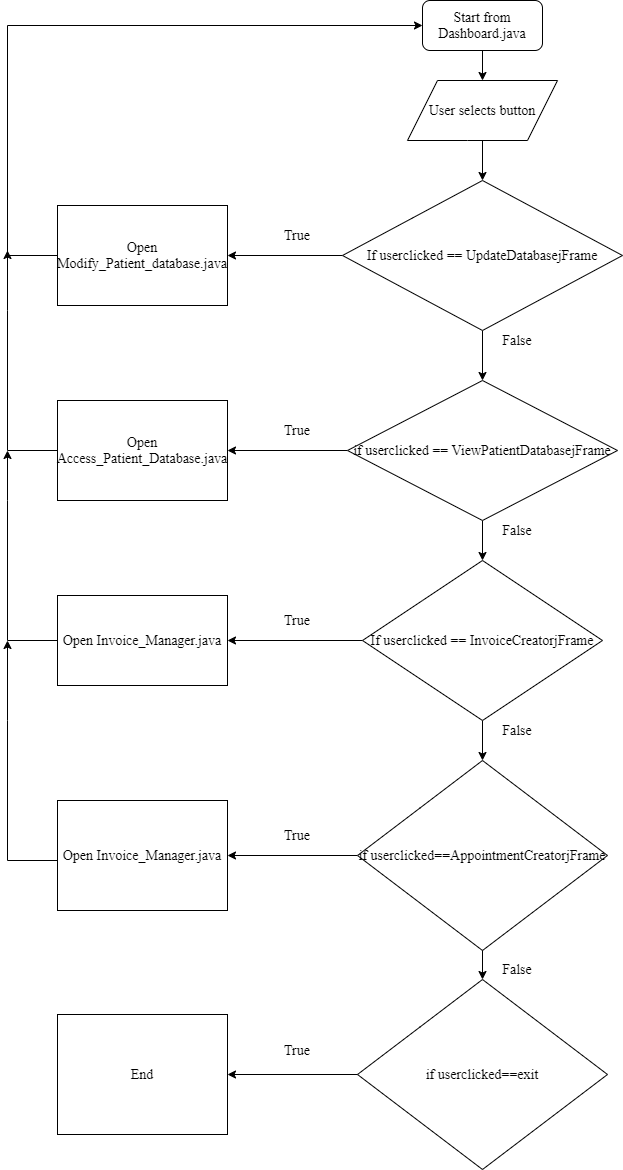 Start from
Dashboard.java
User selects button
If userclicked == UpdateDatabasejFrame
True
Open
Modify_Patient_database.java
False
if userclicked == ViewPatientDatabasejFrame
True
Open
Access_Patient_Database.java
False
If userclicked == InvoiceCreatorjFrame
True
Open Invoice_Manager.java
False
if userclicked==AppointmentCreatorjFrame
True
Open Invoice_Manager.java
False
if userclicked==exit
True
End